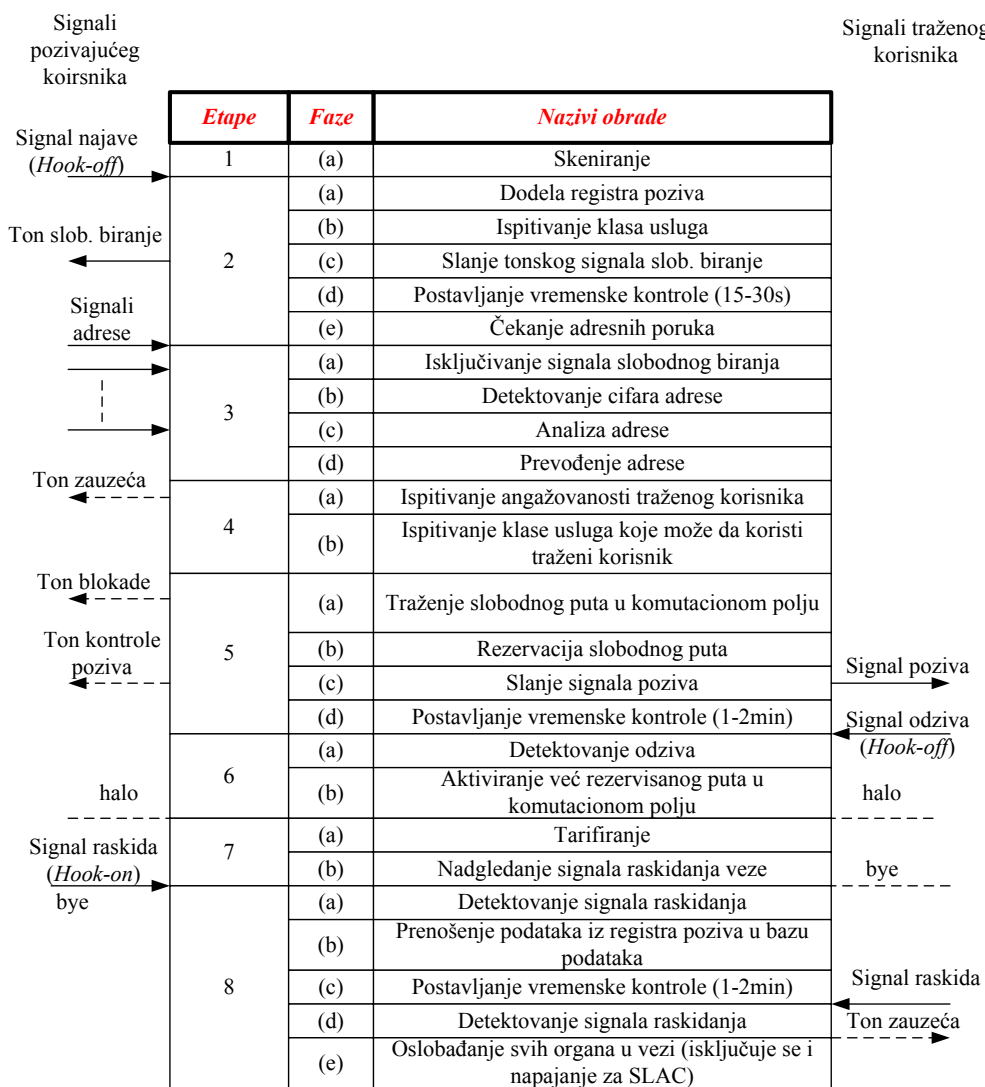 Signali
pozivajućeg
koirsnika
Signali traženog
korisnika
Etape Faze Nazivi obrade
Signal najave
(Hook-off)
1 (a) Skeniranje
2
(a) Dodela registra poziva
(b) Ispitivanje klasa usluga
Ton slob. biranje
(c) Slanje tonskog signala slob. biranje
(d) Postavljanje vremenske kontrole (15-30s)
Signali
adrese
(e) Čekanje adresnih poruka
3
(a) Isključivanje signala slobodnog biranja
(b) Detektovanje cifara adrese
(c) Analiza adrese
(d) Prevođenje adrese
Ton zauzeća
4
(a) Ispitivanje angažovanosti traženog korisnika
(b) Ispitivanje klase usluga koje može da koristi
traženi korisnik
Ton blokade
5
(a) Traženje slobodnog puta u komutacionom polju
Ton kontrole
poziva
(b) Rezervacija slobodnog puta
(c) Slanje signala poziva
Signal poziva
(d) Postavljanje vremenske kontrole (1-2min)
Signal odziva
(Hook-off)
6
(a) Detektovanje odziva
(b) Aktiviranje već rezervisanog puta u
komutacionom polju
halo
halo
7
(a) Tarifiranje
(b) Nadgledanje signala raskidanja veze
Signal raskida
(Hook-on)
bye
bye
8
(a) Detektovanje signala raskidanja
(b) Prenošenje podataka iz registra poziva u bazu
podataka
(c) Postavljanje vremenske kontrole (1-2min)
Signal raskida
(d) Detektovanje signala raskidanja
Ton zauzeća
(e) Oslobađanje svih organa u vezi (isključuje se i
napajanje za SLAC)